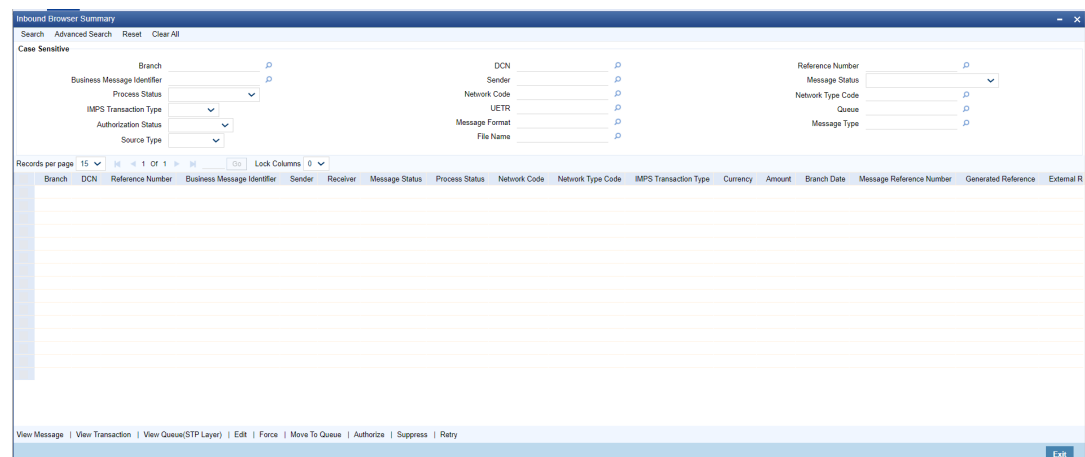 Inbound Browser Summary
Search Advanced Search Reset Clear All
Case Sensitive
Branch DCN Reference Number
Business Message Identifier Sender Message Status
Process Status Network Code Network Type Code
IMPS Transaction Type UETR Queue
Authorization Status Message Format Message Type
Source Type File Name
Records per page 15 1 Of 1 Go Lock Columns 0
Branch DCN Reference Number Business Message Identifier Sender Receiver Message Status Process Status Network Code Network Type Code IMPS Transaction Type Currency Amount Branch Date Message Reference Number Generated Reference External R
View Message | View Transaction | View Queue(STP Layer) | Edit | Force | Move To Queue | Authorize | Suppress | Retry
Exit